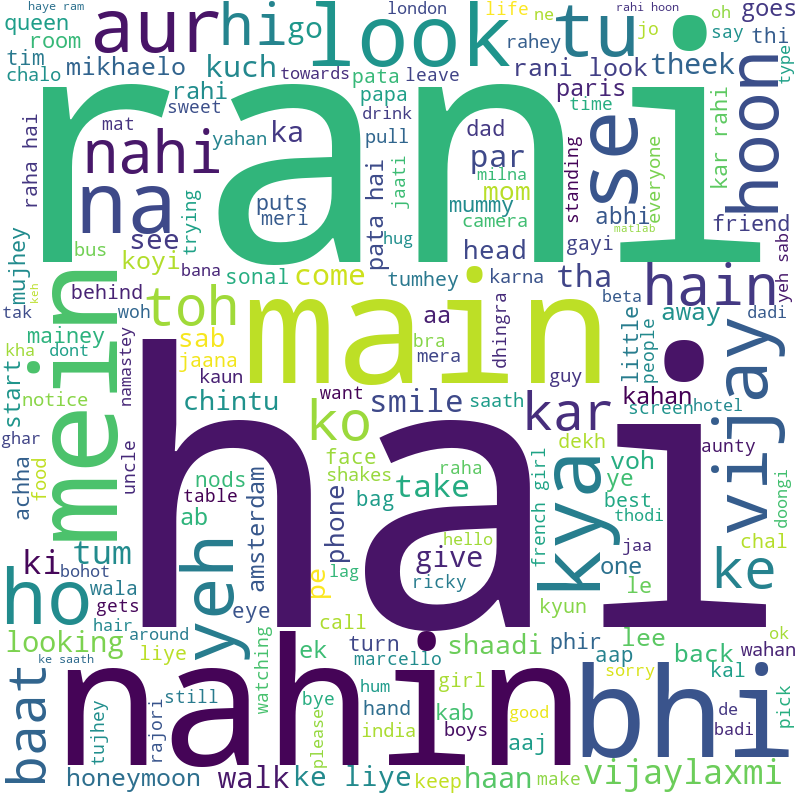 haye ram
queen
aur
hi
go
look
tu
london
life
ne
rahi hoon
oh
goes
room
tim
chalo
mikhaelo
kuch
rahey
jo
say
thi
type
rani
rahi
sweet
towards
pata
papa
leave
rani look
paris
theek
time
hoon
raha hai
mat
nahi
yahan
ka
drink
pull
dad
par
milna
mom
se
standing
everyone
kar rahi
na
trying
puts
meri
pata hai
jaati
mummy
camera
abhi
matlab
friend
mujhey
bus
see
koyi
bana
sonal
hug
come
head
tumhey
karna
gayi
tha
hain
beta
dadi
yeh sab
keh
tak
behind
woh
toh
main
aa
bra
mera
dhingra
away
little
people
mainey
kha
dont
namastey
sab
jaana
kaun
guy
vijay
start
notice
mein
chintu
want
smile
saath
kar
kahan
screen
hotel
ghar
ko
hai
achha
food
uncle
nods
table
ab
face
shakes
bag
raha
take
phone
dekh
voh
ye
best
thodi
aunty
doongi
french girl
kya
ki
bohot
tum
wala
gets
yeh
amsterdam
pe
lag
hello
give
ricky
jaa
one
le
chal
ke
ho
hair
around
eye
call
kyun
looking
liye
watching
ek
turn
marcello
shaadi
phir
aap
lee
back
wahan
ok
ke saath
kal
baat
tujhey
rajori
still
nahin
bye
please
hum
hand
india
girl
kab
boys
good
aaj
bhi
sorry
de
badi
pick
honeymoon
walk
ke liye
keep
haan
make
vijaylaxmi